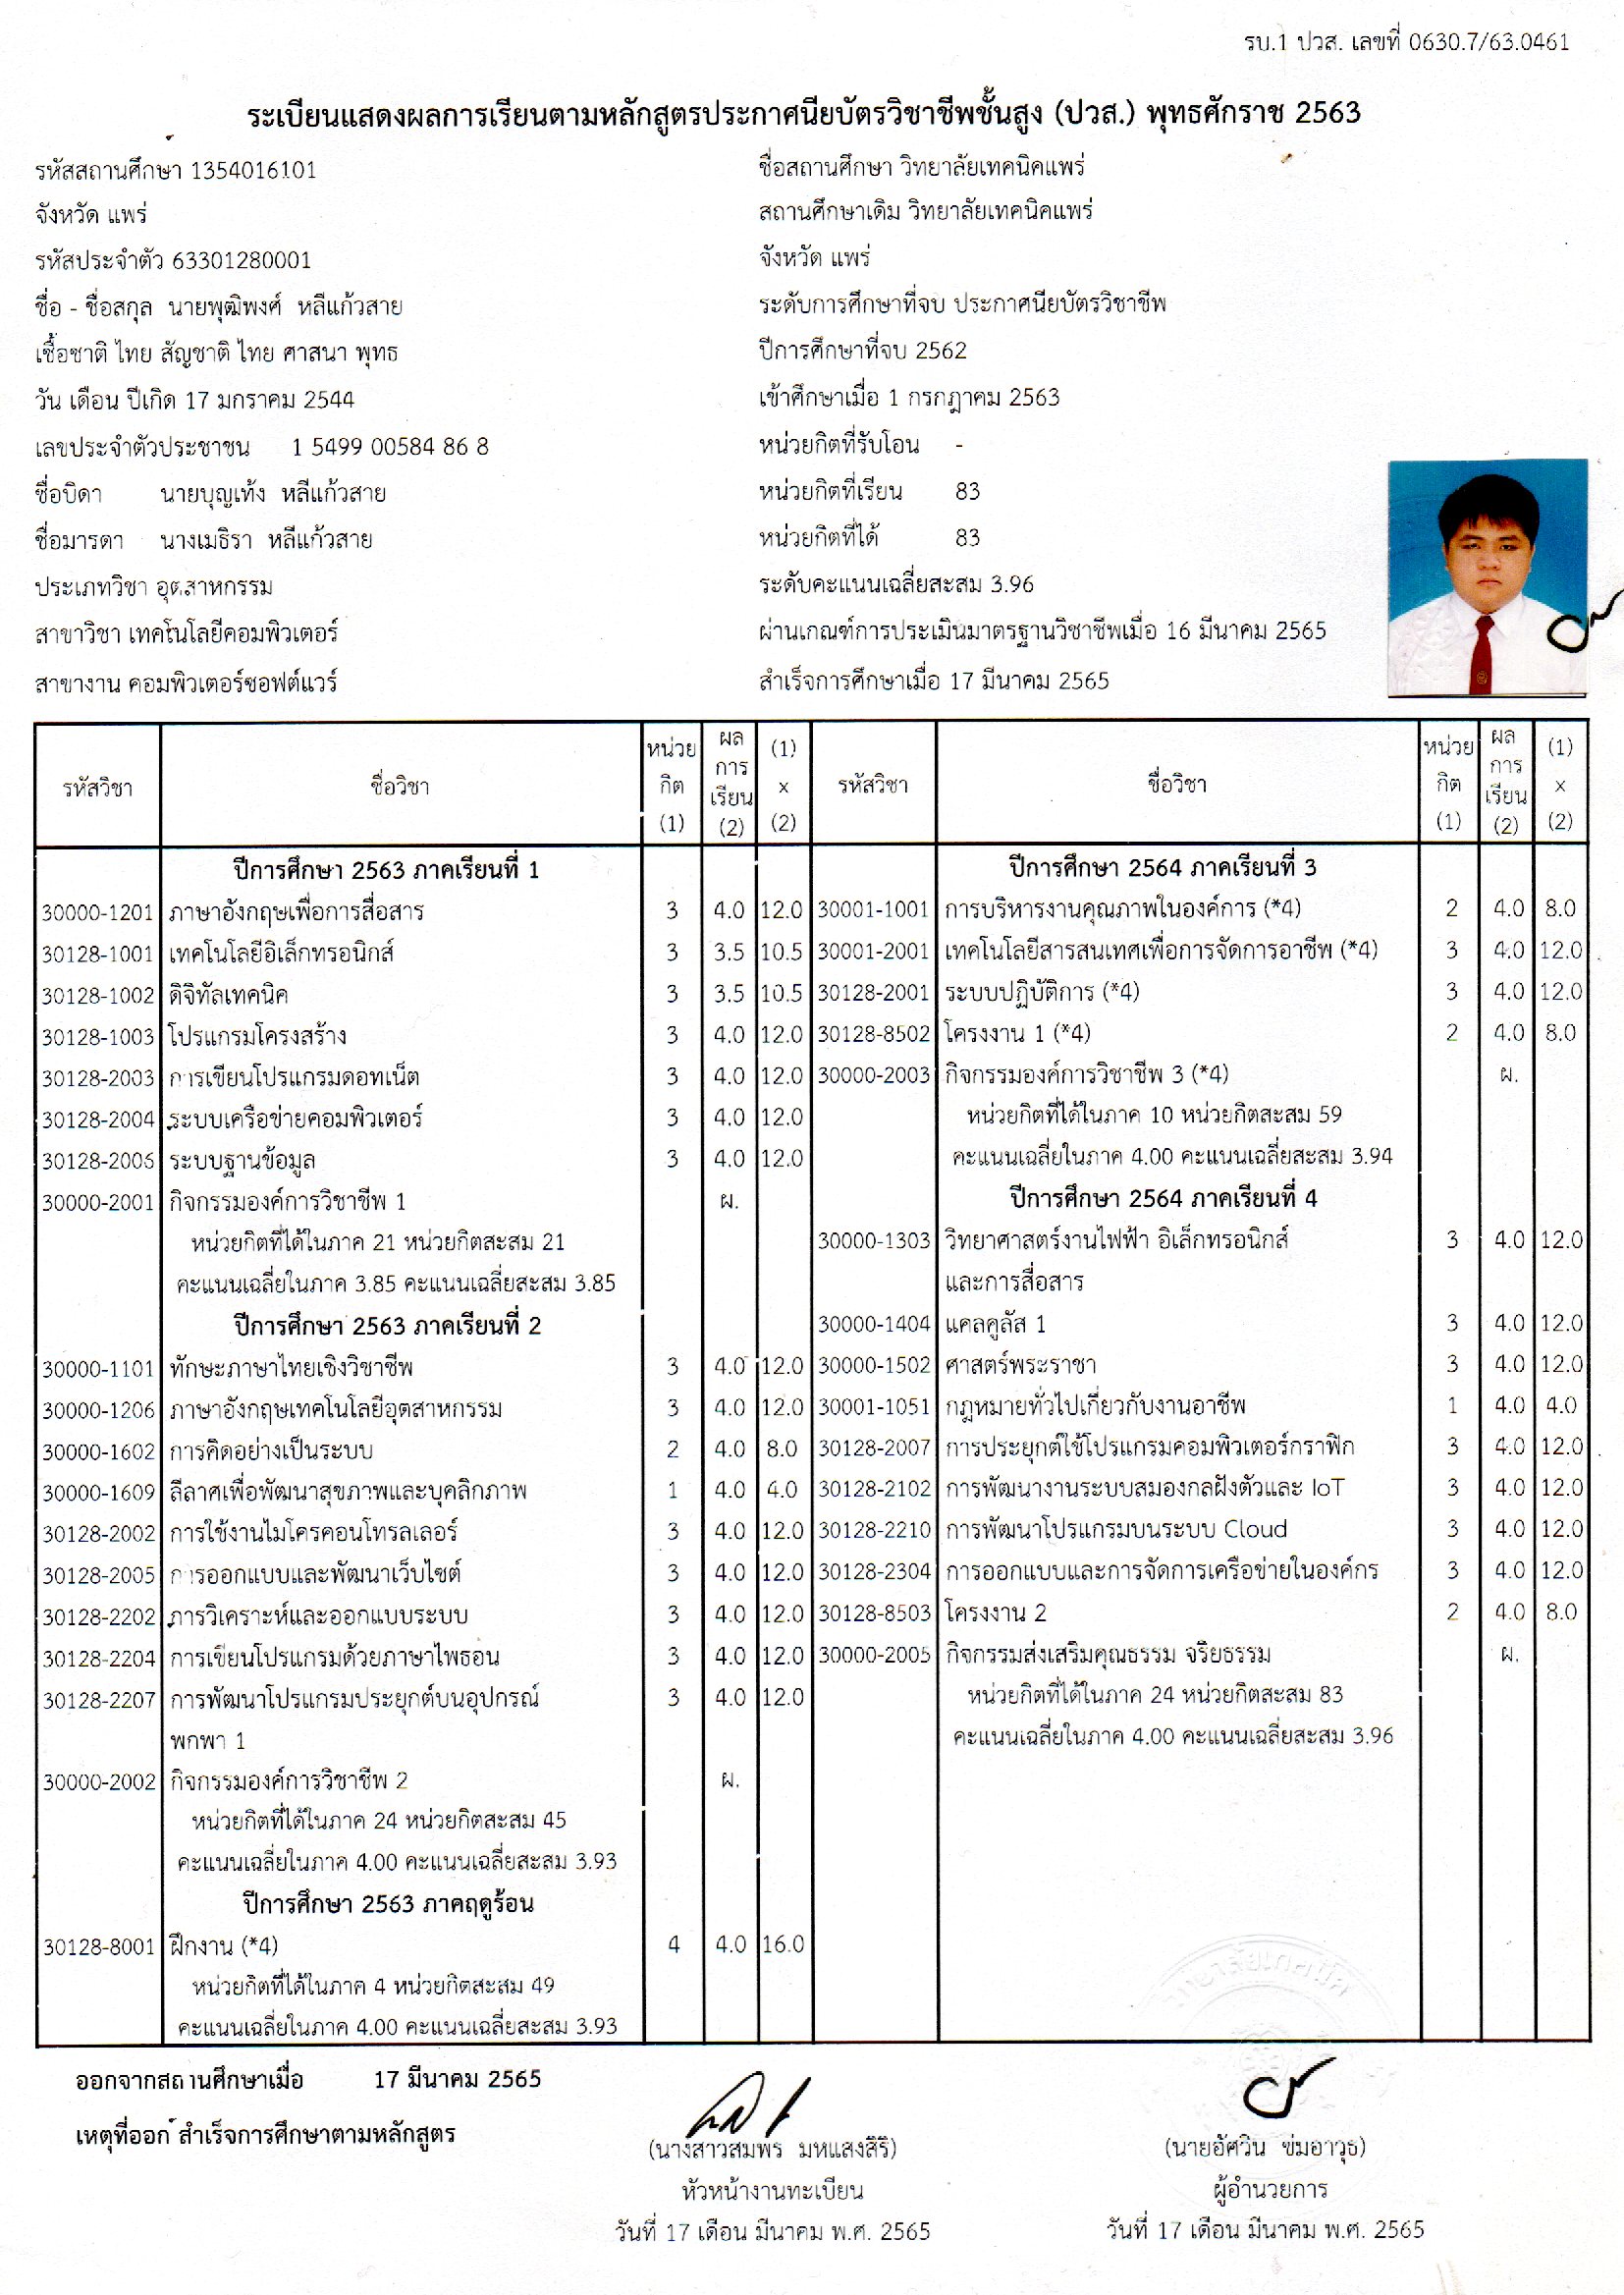 รบ.1 ปวส. เลขที่ 0630.7/63.0461
ระเบียนแสดงผลการเรียนตามหลักสูตรประกาศนียบัตรวิชาชีพชั้นสูง (ปวส.) พุทธศักราช 2563
รหัสสถานศึกษา 1354016101
จังหวัด แพร่
รหัสประจำตัว 63301280001
ชื่อ - ชื่อสกุล นายพุฒิพงศ์ หลีแก้วสาย
เชื้อชาติ ไทย สัญชาติ ไทย ศาสนา พุทธ
วัน เดือน ปีเกิด 17 มกราคม 2544
เลขประจำตัวประชาชน 1 5499 00584 86 8
ชื่อบิดา นายบุญเท้ง หลีแก้วสาย
ชื่อมารดา นางเมธิรา หลีแก้วสาย
ประเภทวิชา อุตสาหกรรม
สาขาวิชา เทคโนโลยีคอมพิวเตอร์
สาขางาน คอมพิวเตอร์ซอฟต์แวร์
ชื่อสถานศึกษา วิทยาลัยเทคนิคแพร่
สถานศึกษาเดิม วิทยาลัยเทคนิคแพร่
จังหวัด แพร่
ระดับการศึกษาที่จบ ประกาศนียบัตรวิชาชีพ
ปีการศึกษาที่จบ 2562
เข้าศึกษาเมื่อ 1 กรกฎาคม 2563
หน่วยกิตที่รับโอน -
หน่วยกิตที่เรียน 83
หน่วยกิตที่ได้ 83
ระดับคะแนนเฉลี่ยสะสม 3.96
ผ่านเกณฑ์การประเมินมาตรฐานวิชาชีพเมื่อ 16 มีนาคม 2565
สำเร็จการศึกษาเมื่อ 17 มีนาคม 2565
รหัสวิชา ชื่อวิชา หน่วยกิต (1) ผลการเรียน (2) (1) x (2)
ปีการศึกษา 2563 ภาคเรียนที่ 1
30000-1201 ภาษาอังกฤษเพื่อการสื่อสาร 3 4.0 12.0
30128-1001 เทคโนโลยีอิเล็กทรอนิกส์ 3 3.5 10.5
30128-1002 ดิจิทัลเทคนิค 3 3.5 10.5
30128-1003 โปรแกรมโครงสร้าง 3 4.0 12.0
30128-2003 การเขียนโปรแกรมดอทเน็ต 3 4.0 12.0
30128-2004 ระบบเครือข่ายคอมพิวเตอร์ 3 4.0 12.0
30128-2006 ระบบฐานข้อมูล 3 4.0 12.0
30000-2001 กิจกรรมองค์การวิชาชีพ 1 ผ.
หน่วยกิตที่ได้ในภาค 21 หน่วยกิตสะสม 21
คะแนนเฉลี่ยในภาค 3.85 คะแนนเฉลี่ยสะสม 3.85
ปีการศึกษา 2563 ภาคเรียนที่ 2
30000-1101 ทักษะภาษาไทยเชิงวิชาชีพ 3 4.0 12.0
30000-1206 ภาษาอังกฤษเทคโนโลยีอุตสาหกรรม 3 4.0 12.0
30000-1602 การคิดอย่างเป็นระบบ 2 4.0 8.0
30000-1609 ลีลาศเพื่อพัฒนาสุขภาพและบุคลิกภาพ 1 4.0 4.0
30128-2002 การใช้งานไมโครคอนโทรลเลอร์ 3 4.0 12.0
30128-2005 การออกแบบและพัฒนาเว็บไซต์ 3 4.0 12.0
30128-2202 การวิเคราะห์และออกแบบระบบ 3 4.0 12.0
30128-2204 การเขียนโปรแกรมด้วยภาษาไพธอน 3 4.0 12.0
30128-2207 การพัฒนาโปรแกรมประยุกต์บนอุปกรณ์ 3 4.0 12.0
พกพา 1
30000-2002 กิจกรรมองค์การวิชาชีพ 2 ผ.
หน่วยกิตที่ได้ในภาค 24 หน่วยกิตสะสม 45
คะแนนเฉลี่ยในภาค 4.00 คะแนนเฉลี่ยสะสม 3.93
ปีการศึกษา 2563 ภาคฤดูร้อน
30128-8001 ฝึกงาน (*4) 4 4.0 16.0
หน่วยกิตที่ได้ในภาค 4 หน่วยกิตสะสม 49
คะแนนเฉลี่ยในภาค 4.00 คะแนนเฉลี่ยสะสม 3.93
รหัสวิชา ชื่อวิชา หน่วยกิต (1) ผลการเรียน (2) (1) x (2)
ปีการศึกษา 2564 ภาคเรียนที่ 3
30001-1001 การบริหารงานคุณภาพในองค์การ (*4) 2 4.0 8.0
30001-2001 เทคโนโลยีสารสนเทศเพื่อการจัดการอาชีพ (*4) 3 4.0 12.0
30128-2001 ระบบปฏิบัติการ (*4) 3 4.0 12.0
30128-8502 โครงงาน 1 (*4) 2 4.0 8.0
30000-2003 กิจกรรมองค์การวิชาชีพ 3 (*4) ผ.
หน่วยกิตที่ได้ในภาค 10 หน่วยกิตสะสม 59
คะแนนเฉลี่ยในภาค 4.00 คะแนนเฉลี่ยสะสม 3.94
ปีการศึกษา 2564 ภาคเรียนที่ 4
30000-1303 วิทยาศาสตร์งานไฟฟ้า อิเล็กทรอนิกส์ 3 4.0 12.0
และการสื่อสาร
30000-1404 แคลคูลัส 1 3 4.0 12.0
30000-1502 ศาสตร์พระราชา 3 4.0 12.0
30001-1051 กฎหมายทั่วไปเกี่ยวกับงานอาชีพ 1 4.0 4.0
30128-2007 การประยุกต์ใช้โปรแกรมคอมพิวเตอร์กราฟิก 3 4.0 12.0
30128-2102 การพัฒนางานระบบสมองกลฝังตัวและ IoT 3 4.0 12.0
30128-2210 การพัฒนาโปรแกรมบนระบบ Cloud 3 4.0 12.0
30128-2304 การออกแบบและการจัดการเครือข่ายในองค์กร 3 4.0 12.0
30128-8503 โครงงาน 2 2 4.0 8.0
30000-2005 กิจกรรมส่งเสริมคุณธรรม จริยธรรม ผ.
หน่วยกิตที่ได้ในภาค 24 หน่วยกิตสะสม 83
คะแนนเฉลี่ยในภาค 4.00 คะแนนเฉลี่ยสะสม 3.96
ออกจากสถานศึกษาเมื่อ 17 มีนาคม 2565
เหตุที่ออก สำเร็จการศึกษาตามหลักสูตร
(นางสาวสมพร มหแสงสิริ)
หัวหน้างานทะเบียน
วันที่ 17 เดือน มีนาคม พ.ศ. 2565
(นายอัศวิน ข่มอาวุธ)
ผู้อำนวยการ
วันที่ 17 เดือน มีนาคม พ.ศ. 2565